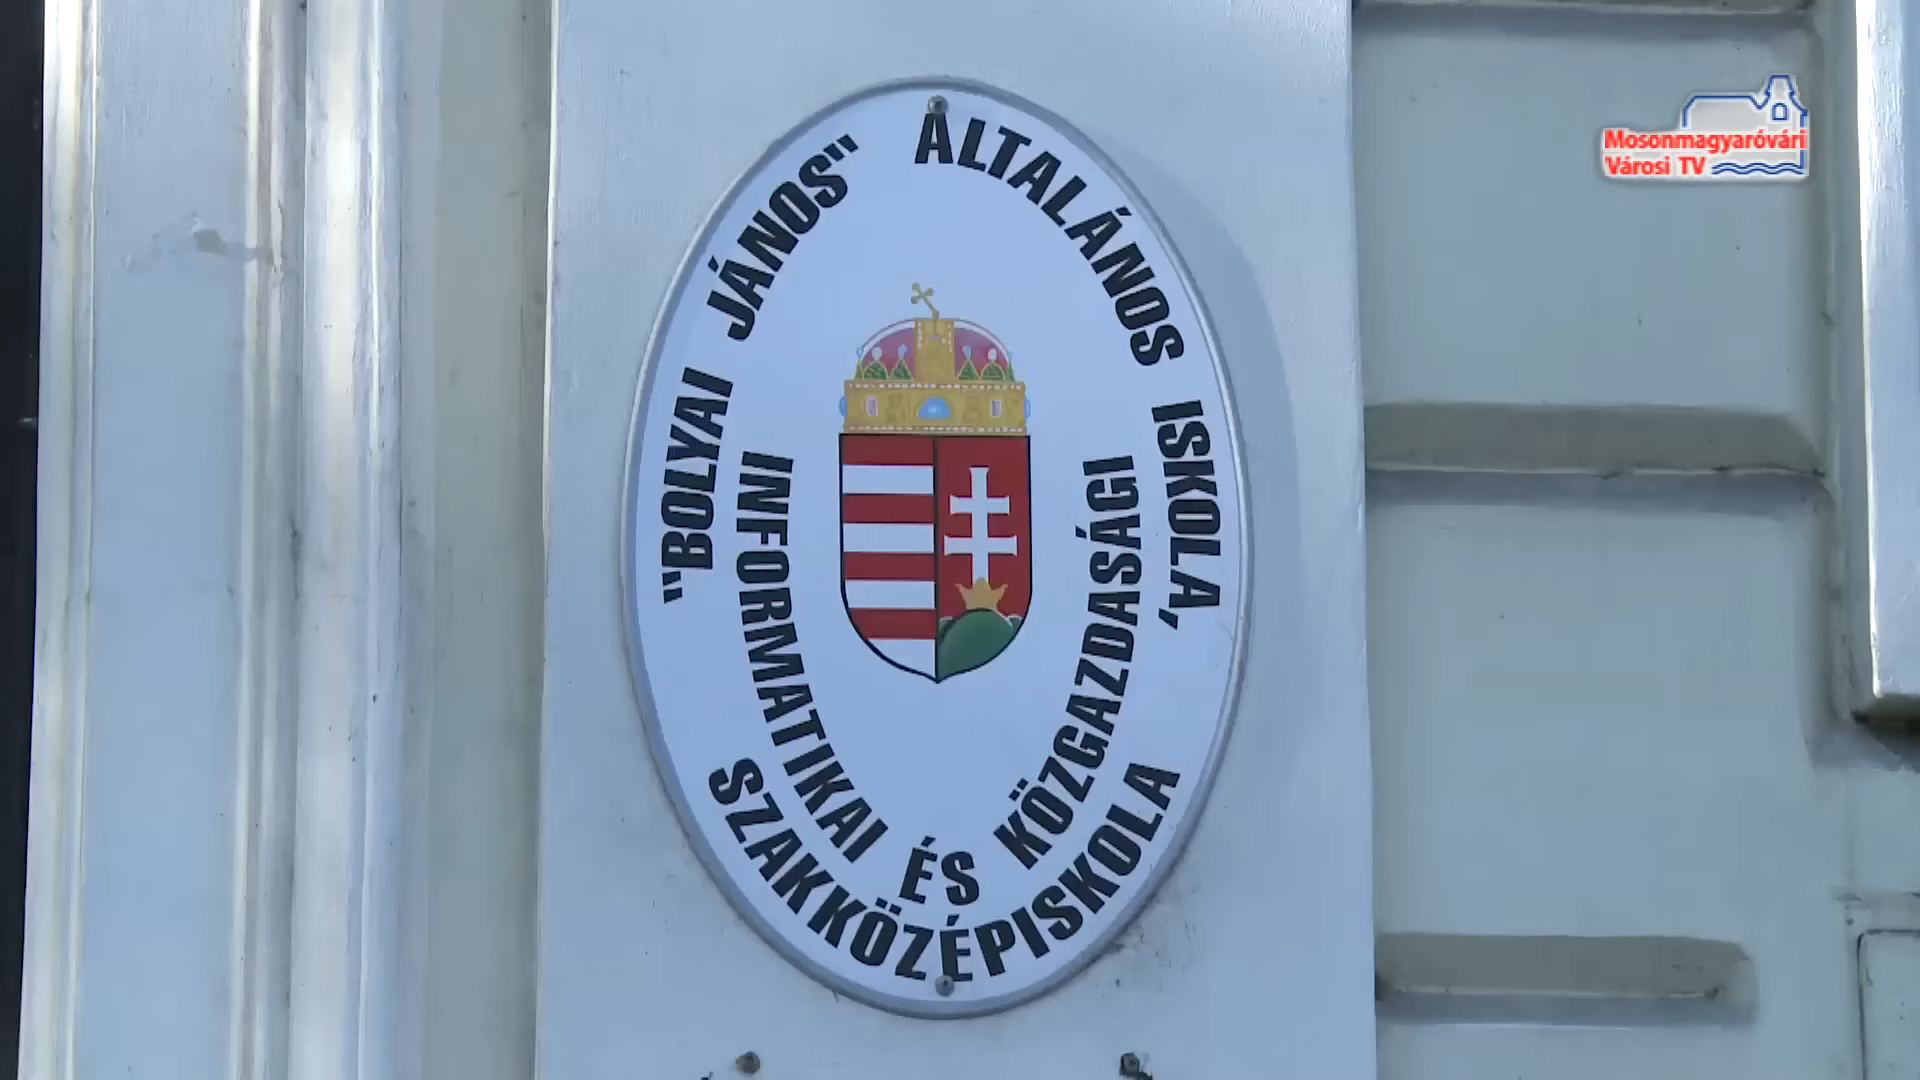 "BOLYAI JÁNOS" ÁLTALÁNOS ISKOLA,
INFORMATIKAI ÉS KÖZGAZDASÁGI
SZAKKÖZÉPISKOLA
Mosonmagyaróvári
Városi TV